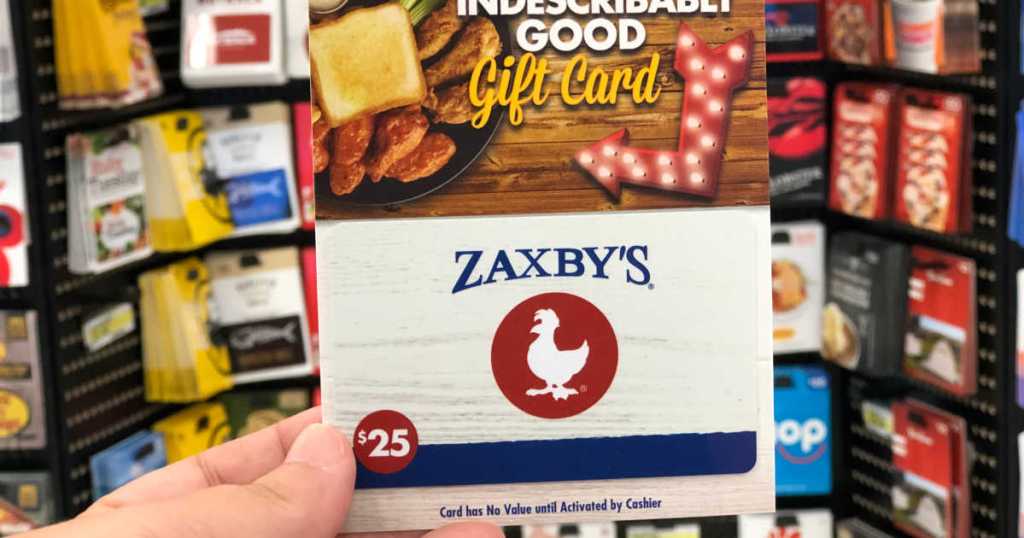 INDESCRIBABLY
GOOD
Gift Card
ZAXBY'S®
®
$25
Card has No Value until Activated by Cashier